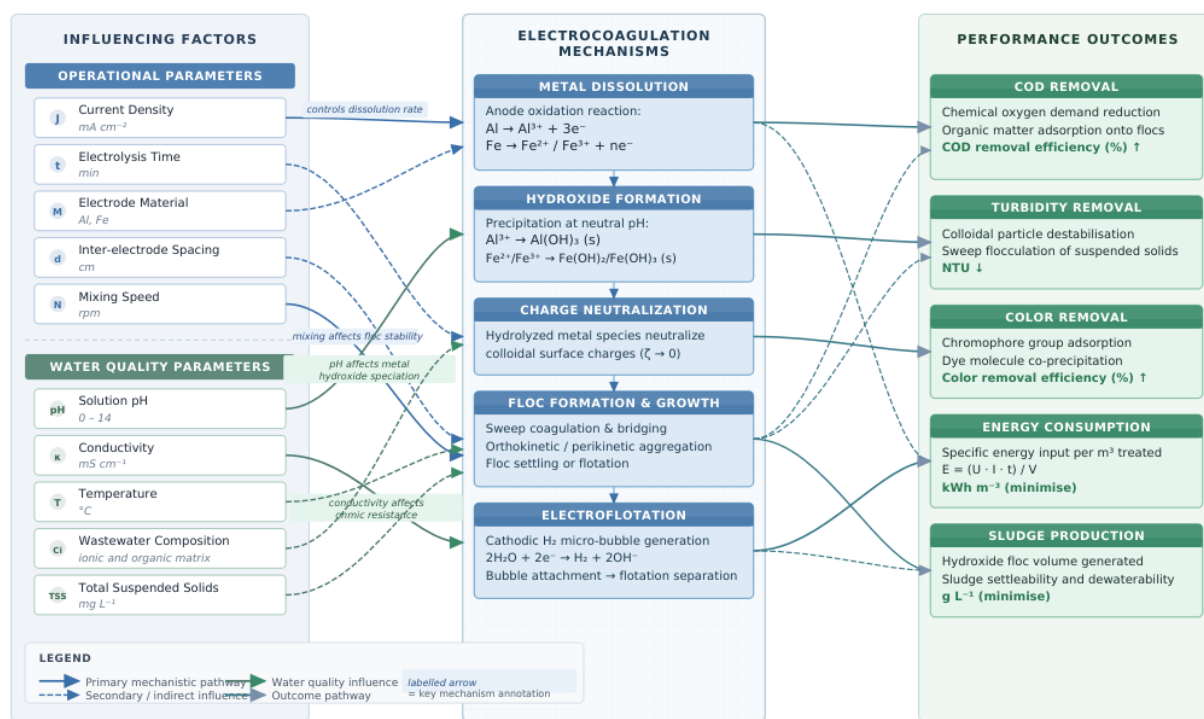 INFLUENCING FACTORS
OPERATIONAL PARAMETERS
J
Current Density
mA cm⁻²
t
Electrolysis Time
min
M
Electrode Material
Al, Fe
d
Inter-electrode Spacing
cm
N
Mixing Speed
rpm
WATER QUALITY PARAMETERS
pH
Solution pH
0 – 14
κ
Conductivity
mS cm⁻¹
T
Temperature
°C
Ci
Wastewater Composition
ionic and organic matrix
TSS
Total Suspended Solids
mg L⁻¹
controls dissolution rate
mixing affects floc stability
pH affects metal
hydroxide speciation
conductivity affects
ohmic resistance
ELECTROCOAGULATION
MECHANISMS
METAL DISSOLUTION
Anode oxidation reaction:
Al → Al³⁺ + 3e⁻
Fe → Fe²⁺ / Fe³⁺ + ne⁻
HYDROXIDE FORMATION
Precipitation at neutral pH:
Al³⁺ → Al(OH)₃ (s)
Fe²⁺/Fe³⁺ → Fe(OH)₂/Fe(OH)₃ (s)
CHARGE NEUTRALIZATION
Hydrolyzed metal species neutralize
colloidal surface charges (ζ → 0)
FLOC FORMATION & GROWTH
Sweep coagulation & bridging
Orthokinetic / perikinetic aggregation
Floc settling or flotation
ELECTROFLOTATION
Cathodic H₂ micro-bubble generation
2H₂O + 2e⁻ → H₂ + 2OH⁻
Bubble attachment → flotation separation
PERFORMANCE OUTCOMES
COD REMOVAL
Chemical oxygen demand reduction
Organic matter adsorption onto flocs
COD removal efficiency (%) ↑
TURBIDITY REMOVAL
Colloidal particle destabilisation
Sweep flocculation of suspended solids
NTU ↓
COLOR REMOVAL
Chromophore group adsorption
Dye molecule co-precipitation
Color removal efficiency (%) ↑
ENERGY CONSUMPTION
Specific energy input per m³ treated
E = (U · I · t) / V
kWh m⁻³ (minimise)
SLUDGE PRODUCTION
Hydroxide floc volume generated
Sludge settleability and dewaterability
g L⁻¹ (minimise)
LEGEND
Primary mechanistic pathway
Water quality influence
labelled arrow
Secondary / indirect influence
Outcome pathway
= key mechanism annotation